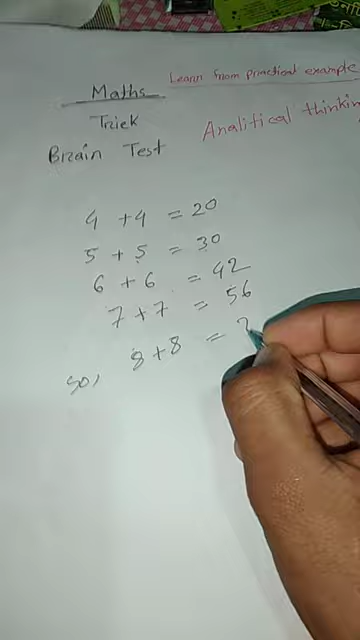 Learn from practical example
Maths
Trick
Analitical thinkin
Brain Test
4 + 4 = 20
5 + 5 = 30
6 + 6 = 42
7 + 7 = 56
so, 8 + 8 = ?